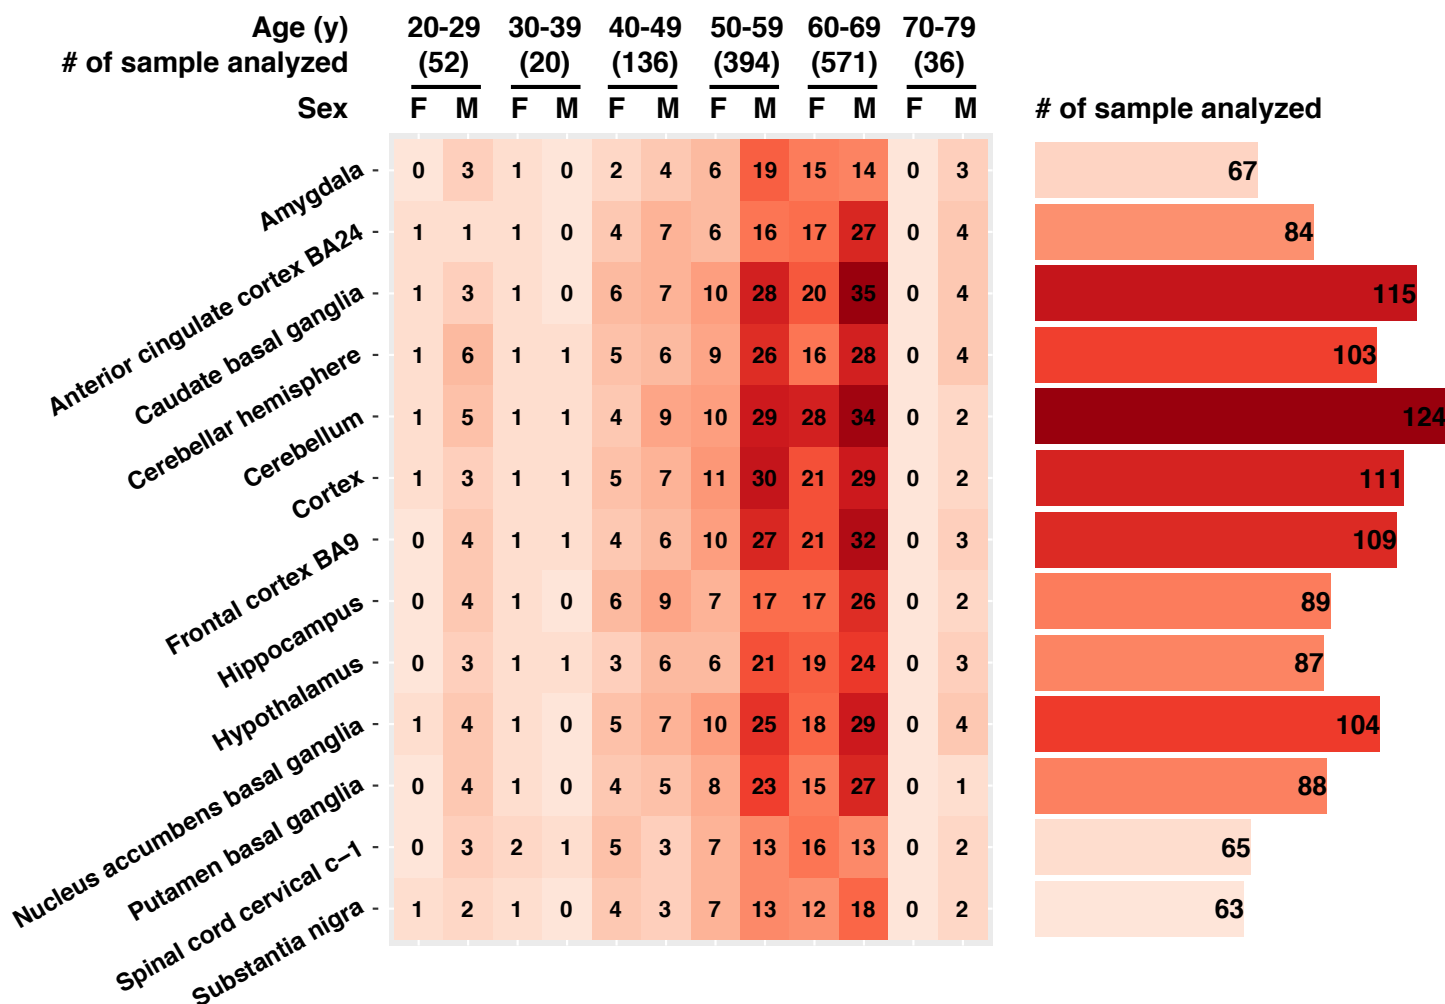 Age (y) 20-29 30-39 40-49 50-59 60-69 70-79
# of sample analyzed (52) (20) (136) (394) (571) (36)
Sex F M F M F M F M F M F M # of sample analyzed
Amygdala 0 3 1 0 2 4 6 19 15 14 0 3 67
Anterior cingulate cortex BA24 1 1 1 0 4 7 6 16 17 27 0 4 84
Caudate basal ganglia 1 3 1 0 6 7 10 28 20 35 0 4 115
Cerebellar hemisphere 1 6 1 1 5 6 9 26 16 28 0 4 103
Cerebellum 1 5 1 1 4 9 10 29 28 34 0 2 124
Cortex 1 3 1 1 5 7 11 30 21 29 0 2 111
Frontal cortex BA9 0 4 1 1 4 6 10 27 21 32 0 3 109
Hippocampus 0 4 1 0 6 9 7 17 17 26 0 2 89
Hypothalamus 0 3 1 1 3 6 6 21 19 24 0 3 87
Nucleus accumbens basal ganglia 1 4 1 0 5 7 10 25 18 29 0 4 104
Putamen basal ganglia 0 4 1 0 4 5 8 23 15 27 0 1 88
Spinal cord cervical c−1 0 3 2 1 5 3 7 13 16 13 0 2 65
Substantia nigra 1 2 1 0 4 3 7 13 12 18 0 2 63